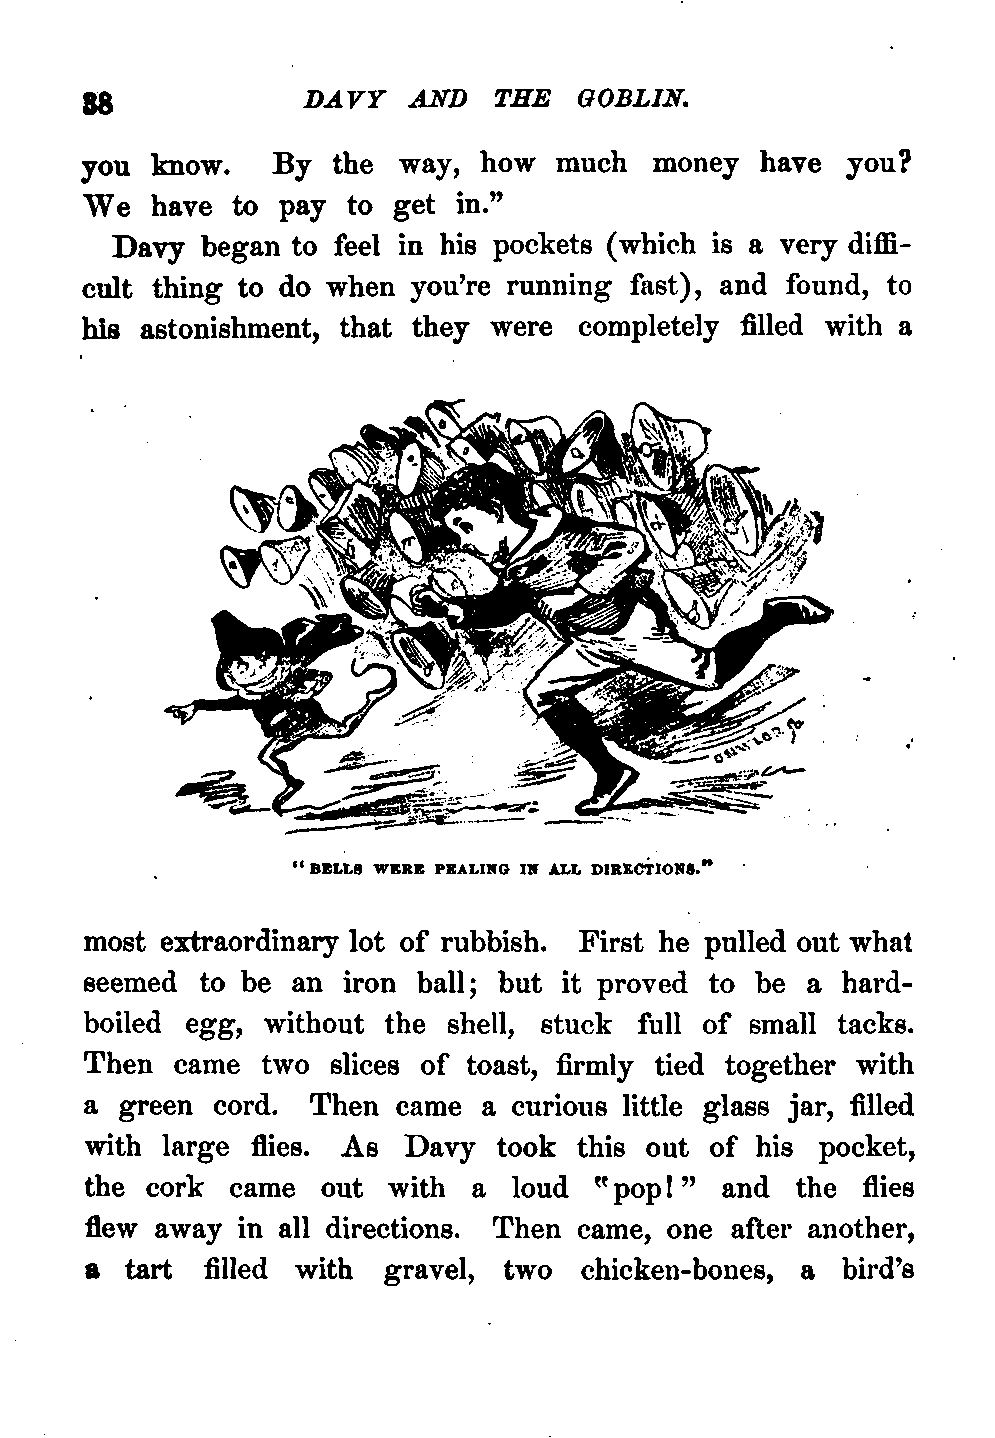 38 DAVY AND THE GOBLIN.
you know. By the way, how much money have you?
We have to pay to get in.”
Davy began to feel in his pockets (which is a very diffi-
cult thing to do when you’re running fast), and found, to
his astonishment, that they were completely filled with a
“BELLS WERE PEALING IN ALL DIRECTIONS.”
most extraordinary lot of rubbish. First he pulled out what
seemed to be an iron ball; but it proved to be a hard-
boiled egg, without the shell, stuck full of small tacks.
Then came two slices of toast, firmly tied together with
a green cord. Then came a curious little glass jar, filled
with large flies. As Davy took this out of his pocket,
the cork came out with a loud “pop!” and the flies
flew away in all directions. Then came, one after another,
a tart filled with gravel, two chicken-bones, a bird’s